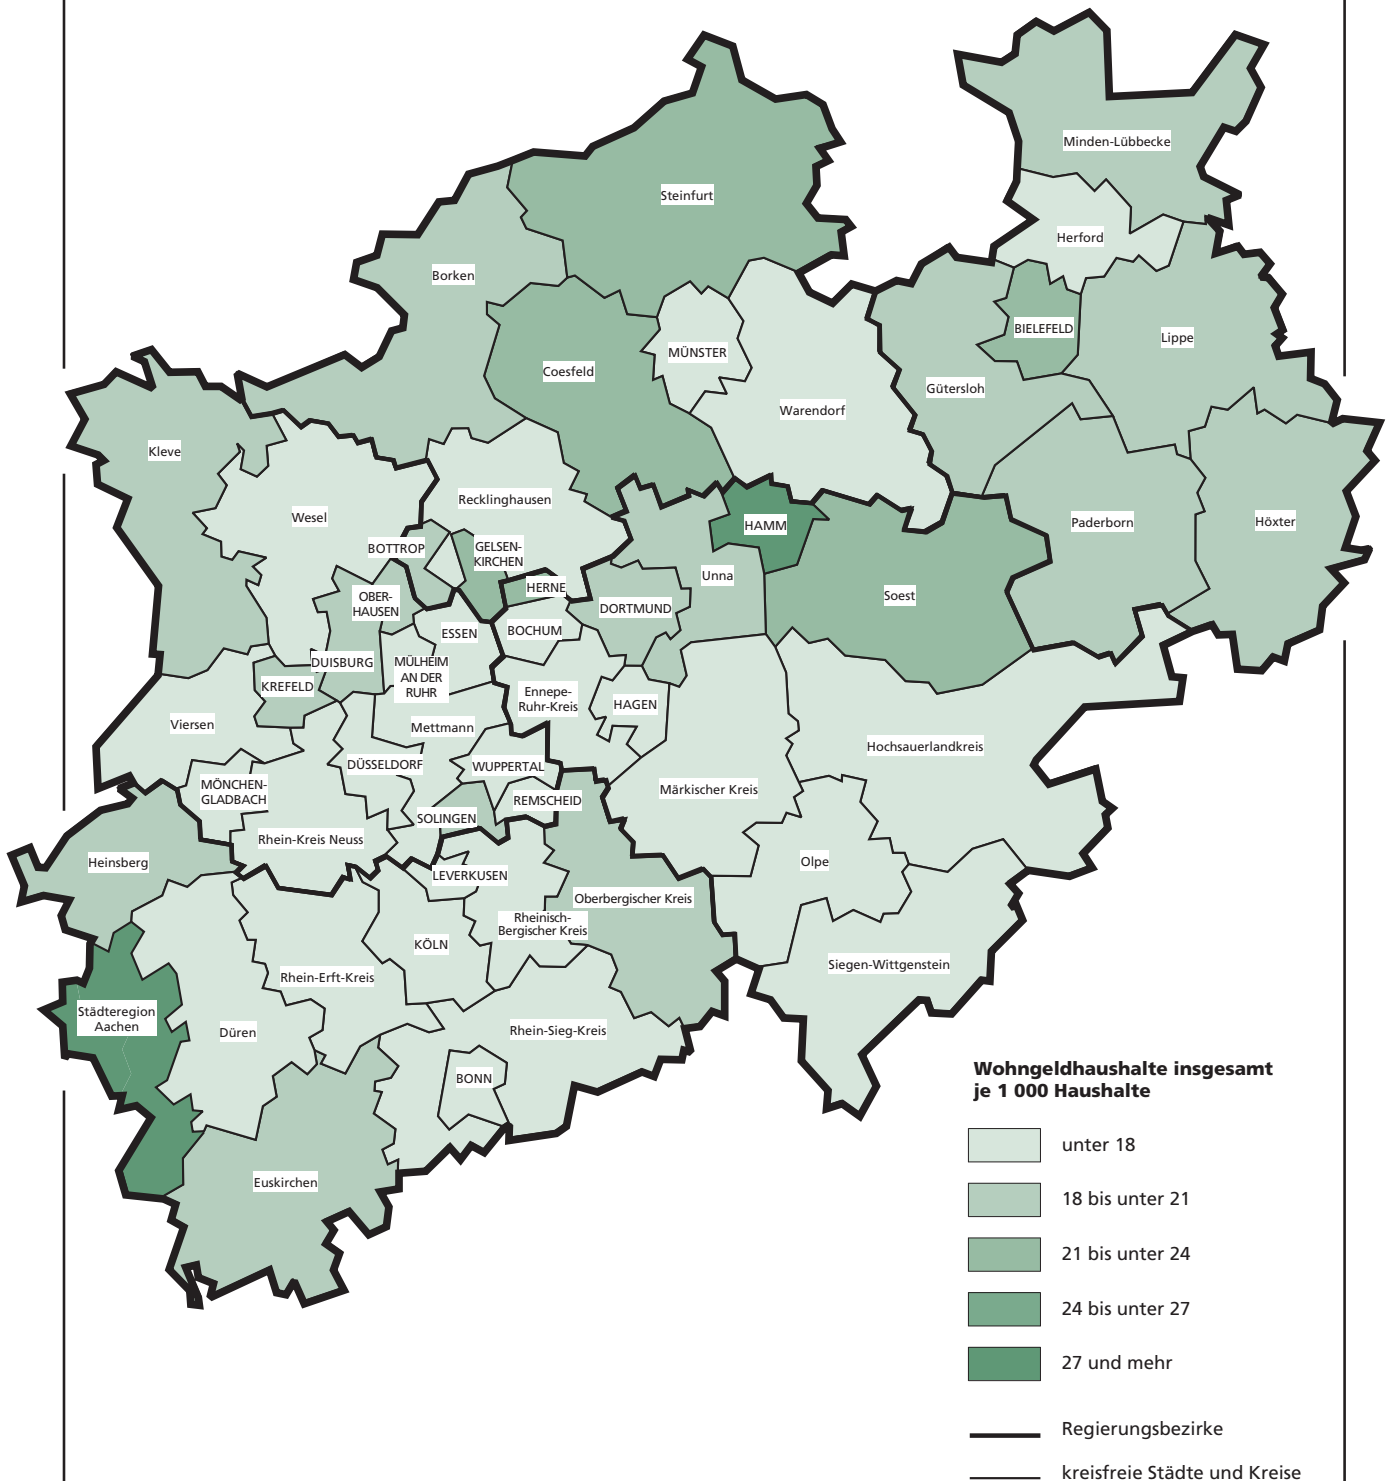 Minden-Lübbecke
Steinfurt
Herford
Borken
BIELEFELD
Lippe
MÜNSTER
Coesfeld
Gütersloh
Warendorf
Kleve
Recklinghausen
Wesel
HAMM
Paderborn
Höxter
BOTTROP
GELSEN-
KIRCHEN
Unna
HERNE
Soest
OBER-
HAUSEN
DORTMUND
ESSEN
BOCHUM
DUISBURG
MÜLHEIM
AN DER
RUHR
KREFELD
Ennepe-
Ruhr-Kreis
HAGEN
Viersen
Mettmann
Hochsauerlandkreis
DÜSSELDORF
WUPPERTAL
MÖNCHEN-
GLADBACH
Märkischer Kreis
REMSCHEID
SOLINGEN
Rhein-Kreis Neuss
Heinsberg
Olpe
LEVERKUSEN
Oberbergischer Kreis
Rheinisch-
Bergischer Kreis
KÖLN
Siegen-Wittgenstein
Rhein-Erft-Kreis
Städteregion
Aachen
Düren
Rhein-Sieg-Kreis
BONN
Euskirchen
Wohngeldhaushalte insgesamt
je 1 000 Haushalte
unter 18
18 bis unter 21
21 bis unter 24
24 bis unter 27
27 und mehr
Regierungsbezirke
kreisfreie Städte und Kreise